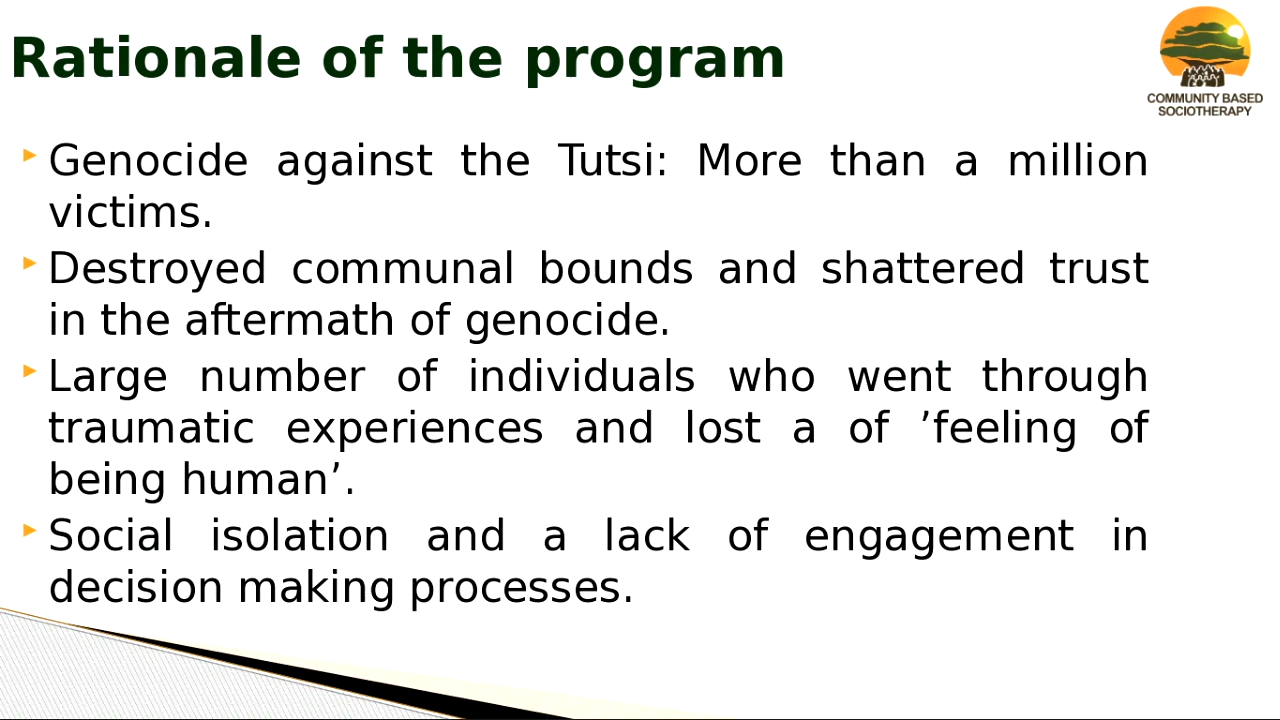 Rationale of the program
COMMUNITY BASED
SOCIOTHERAPY
Genocide against the Tutsi: More than a million
victims.
Destroyed communal bounds and shattered trust
in the aftermath of genocide.
Large number of individuals who went through
traumatic experiences and lost a of ’feeling of
being human’.
Social isolation and a lack of engagement in
decision making processes.